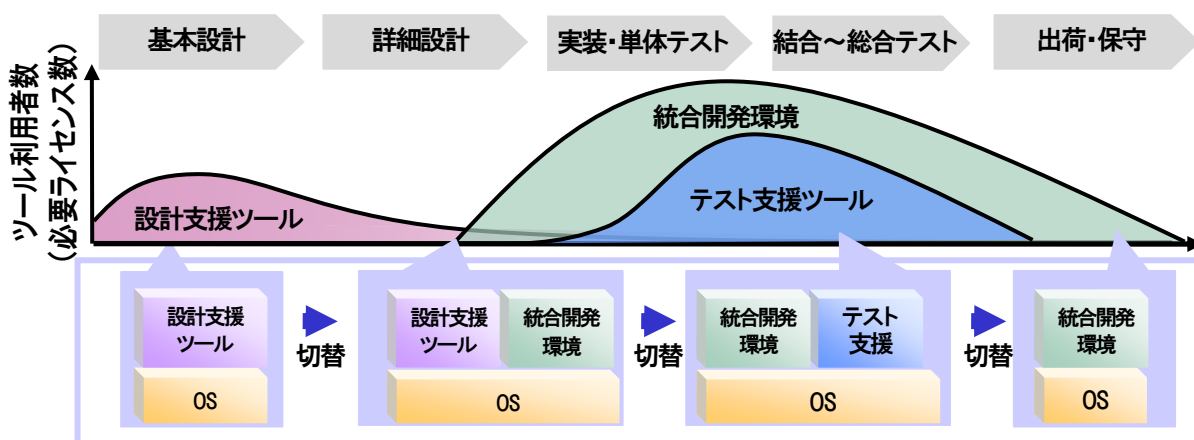 基本設計
詳細設計
実装・単体テスト
結合～総合テスト
出荷・保守
ツール利用者数
(必要ライセンス数)
統合開発環境
設計支援ツール
テスト支援ツール
設計支援
ツール
OS
切替
設計支援
ツール
統合開発
環境
OS
切替
統合開発
環境
テスト
支援
OS
切替
統合開発
環境
OS